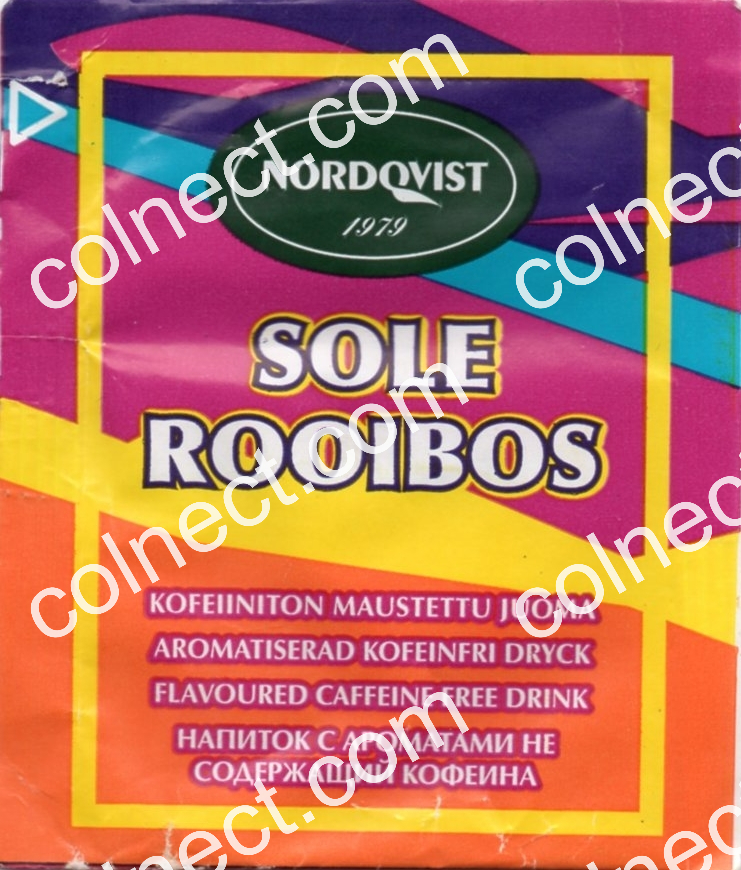 NORDQVIST
1979
SOLE
ROOIBOS
KOFEIINITON MAUSTETTU JUOMA
AROMATISERAD KOFEINFRI DRYCK
FLAVOURED CAFFEINE FREE DRINK
НАПИТОК С АРОМАТАМИ НЕ
СОДЕРЖАЩИЙ КОФЕИНА
colnect.com
colnect.com
colnect.com
colnect.com
colnect.com
colnect.com